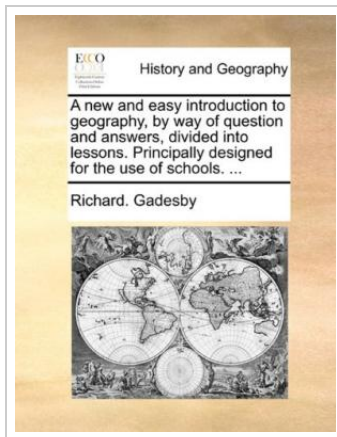 ECCO
History and Geography
A new and easy introduction to
geography, by way of question
and answers, divided into
lessons. Principally designed
for the use of schools. ...
Richard. Gadesby